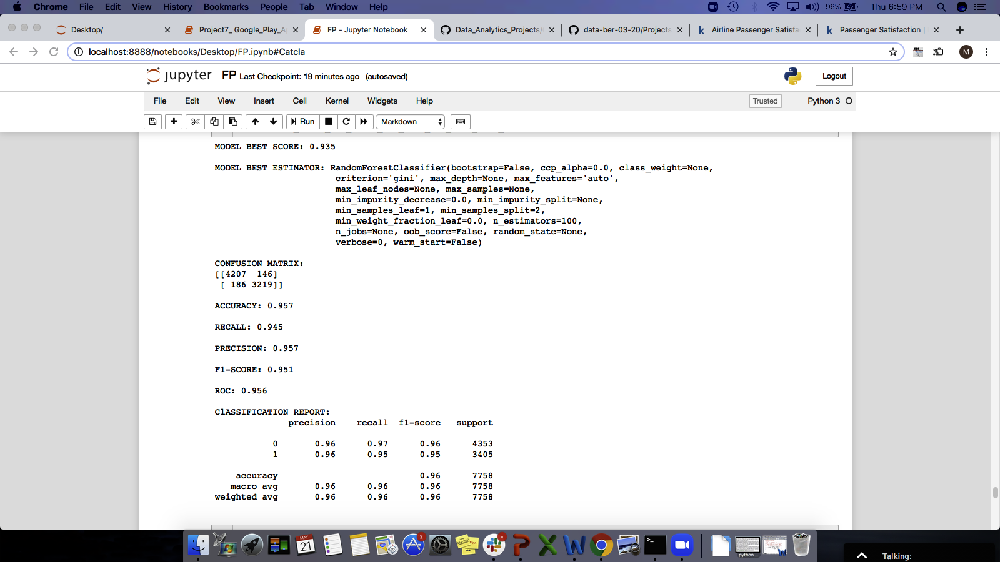 Chrome File Edit View History Bookmarks People Tab Window Help 96% Thu 6:59 PM
Desktop/ Project7_ Google_Play_A FP - Jupyter Notebook Data_Analytics_Projects/ data-ber-03-20/Projects Airline Passenger Satisfa Passenger Satisfaction |
localhost:8888/notebooks/Desktop/FP.ipynb#Catcla M
jupyter FP Last Checkpoint: 19 minutes ago (autosaved) Logout
File Edit View Insert Cell Kernel Widgets Help Trusted Python 3
Run Markdown
MODEL BEST SCORE: 0.935
MODEL BEST ESTIMATOR: RandomForestClassifier(bootstrap=False, ccp_alpha=0.0, class_weight=None,
criterion='gini', max_depth=None, max_features='auto',
max_leaf_nodes=None, max_samples=None,
min_impurity_decrease=0.0, min_impurity_split=None,
min_samples_leaf=1, min_samples_split=2,
min_weight_fraction_leaf=0.0, n_estimators=100,
n_jobs=None, oob_score=False, random_state=None,
verbose=0, warm_start=False)
CONFUSION MATRIX:
[[4207 146]
[ 186 3219]]
ACCURACY: 0.957
RECALL: 0.945
PRECISION: 0.957
F1-SCORE: 0.951
ROC: 0.956
ClASSIFICATION REPORT:
precision recall f1-score support
0 0.96 0.97 0.96 4353
1 0.96 0.95 0.95 3405
accuracy 0.96 7758
macro avg 0.96 0.96 0.96 7758
weighted avg 0.96 0.96 0.96 7758
MAY
21
2
python ...
Talking: